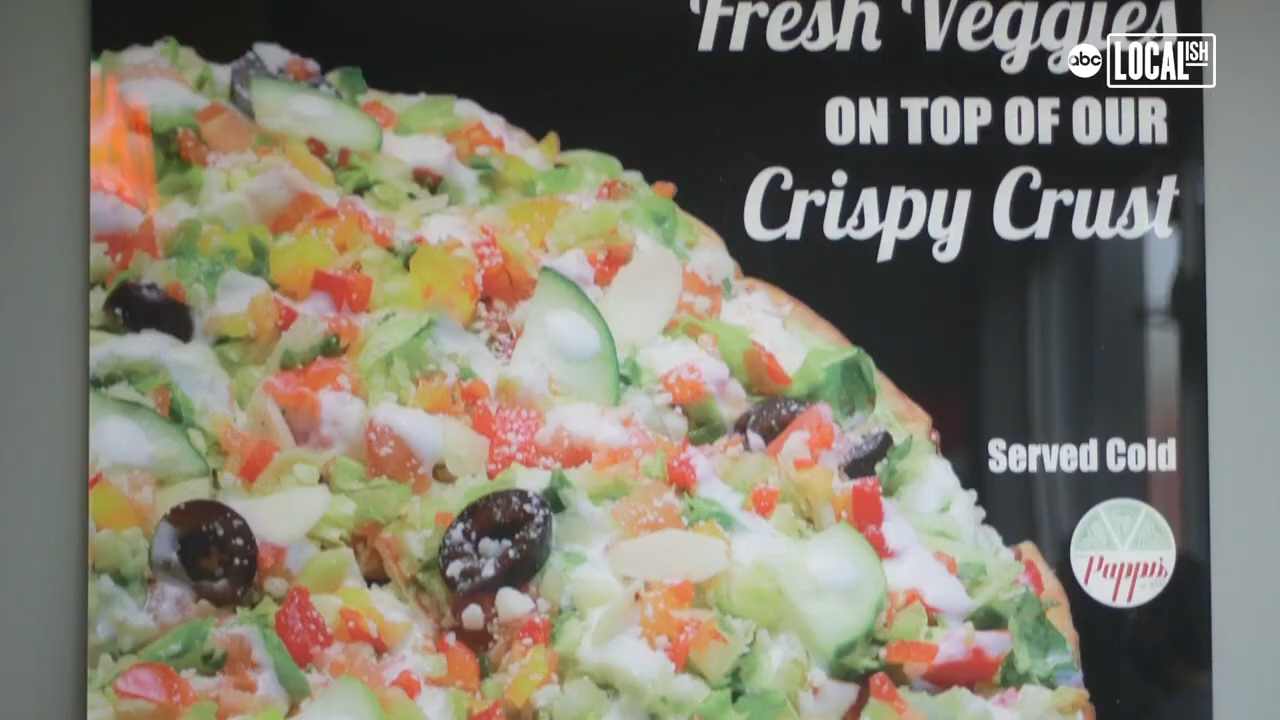 Fresh Veggies
abc LOCALISH
ON TOP OF OUR
Crispy Crust
Served Cold
Pappi's